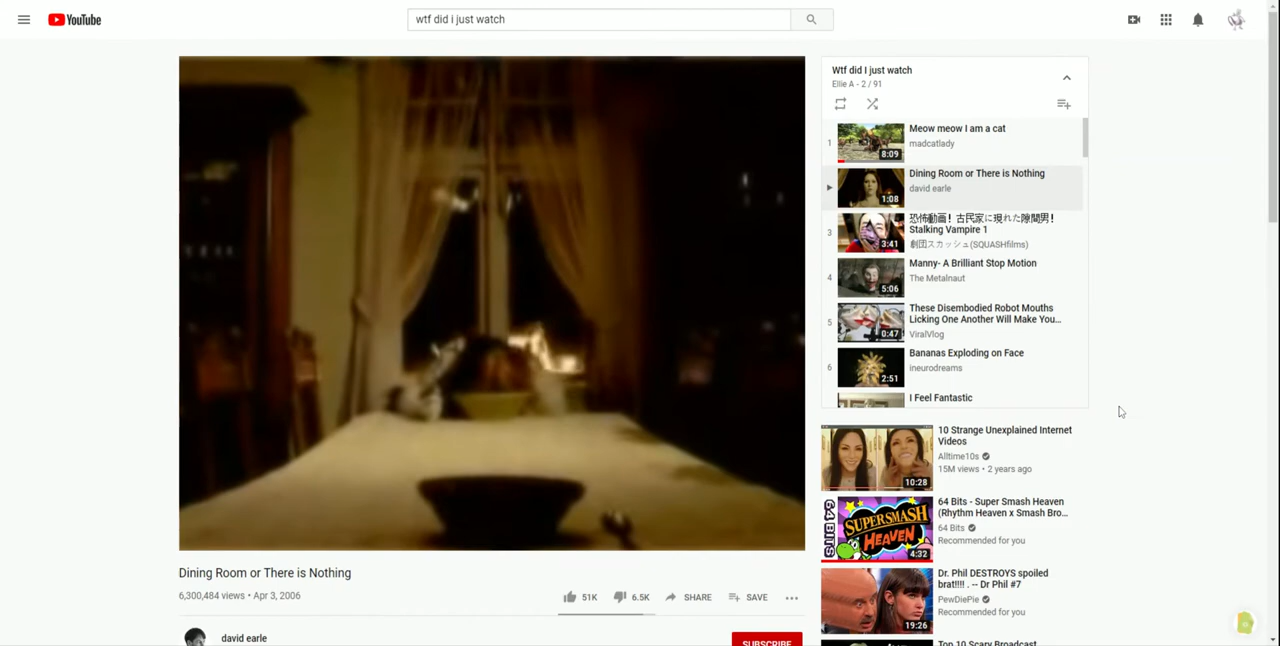 YouTube
wtf did i just watch
Wtf did I just watch
Ellie A - 2 / 91
1
8:09
Meow meow I am a cat
madcatlady
1:08
Dining Room or There is Nothing
david earle
3
3:41
恐怖動画！古民家に現れた隙間男！
Stalking Vampire 1
劇団スカッシュ(SQUASHfilms)
4
5:06
Manny- A Brilliant Stop Motion
The Metalnaut
5
0:47
These Disembodied Robot Mouths
Licking One Another Will Make You...
ViralVlog
6
2:51
Bananas Exploding on Face
ineurodreams
I Feel Fantastic
10:28
10 Strange Unexplained Internet
Videos
Alltime10s
15M views • 2 years ago
64 BITS
SUPER SMASH
HEAVEN
4:32
64 Bits - Super Smash Heaven
(Rhythm Heaven x Smash Bro...
64 Bits
Recommended for you
19:26
Dr. Phil DESTROYS spoiled
brat!!!! . -- Dr Phil #7
PewDiePie
Recommended for you
Top 10 Scary Broadcast
Dining Room or There is Nothing
6,300,484 views • Apr 3, 2006
51K
6.5K
SHARE
SAVE
david earle
SUBSCRIBE